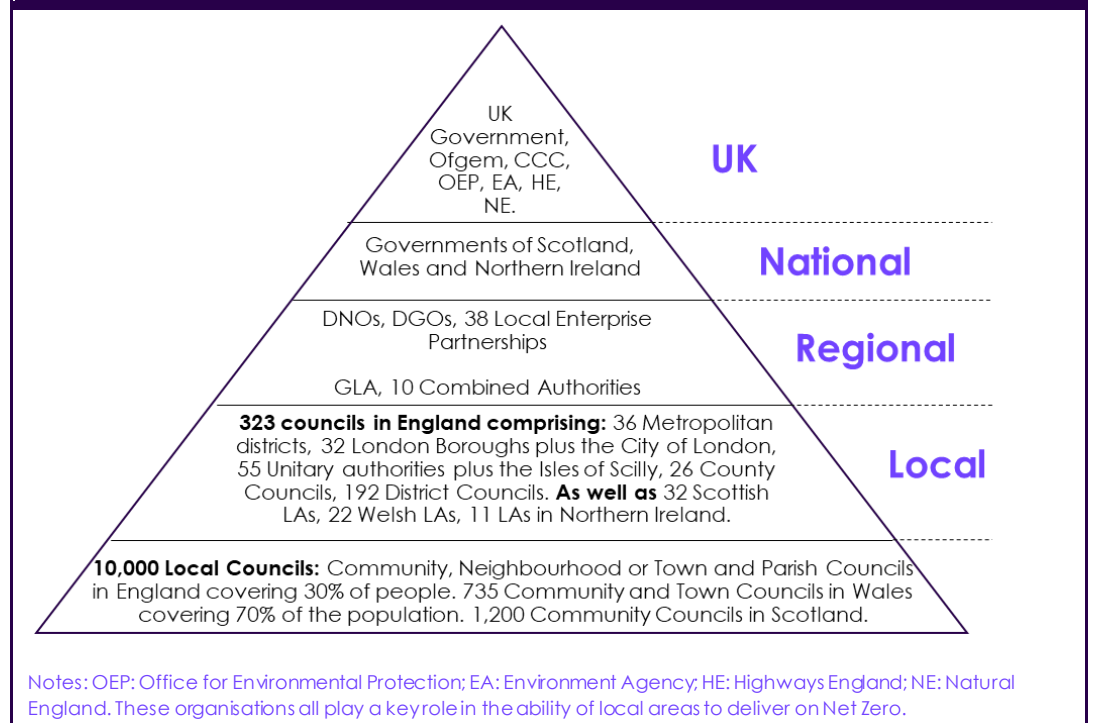 UK
Government,
Ofgem, CCC,
OEP, EA, HE,
NE.
UK
Governments of Scotland,
Wales and Northern Ireland
National
DNOs, DGOs, 38 Local Enterprise
Partnerships
GLA, 10 Combined Authorities
Regional
323 councils in England comprising: 36 Metropolitan
districts, 32 London Boroughs plus the City of London,
55 Unitary authorities plus the Isles of Scilly, 26 County
Councils, 192 District Councils. As well as 32 Scottish
LAs, 22 Welsh LAs, 11 LAs in Northern Ireland.
Local
10,000 Local Councils: Community, Neighbourhood or Town and Parish Councils
in England covering 30% of people. 735 Community and Town Councils in Wales
covering 70% of the population. 1,200 Community Councils in Scotland.
Notes: OEP: Office for Environmental Protection; EA: Environment Agency; HE: Highways England; NE: Natural
England. These organisations all play a key role in the ability of local areas to deliver on Net Zero.